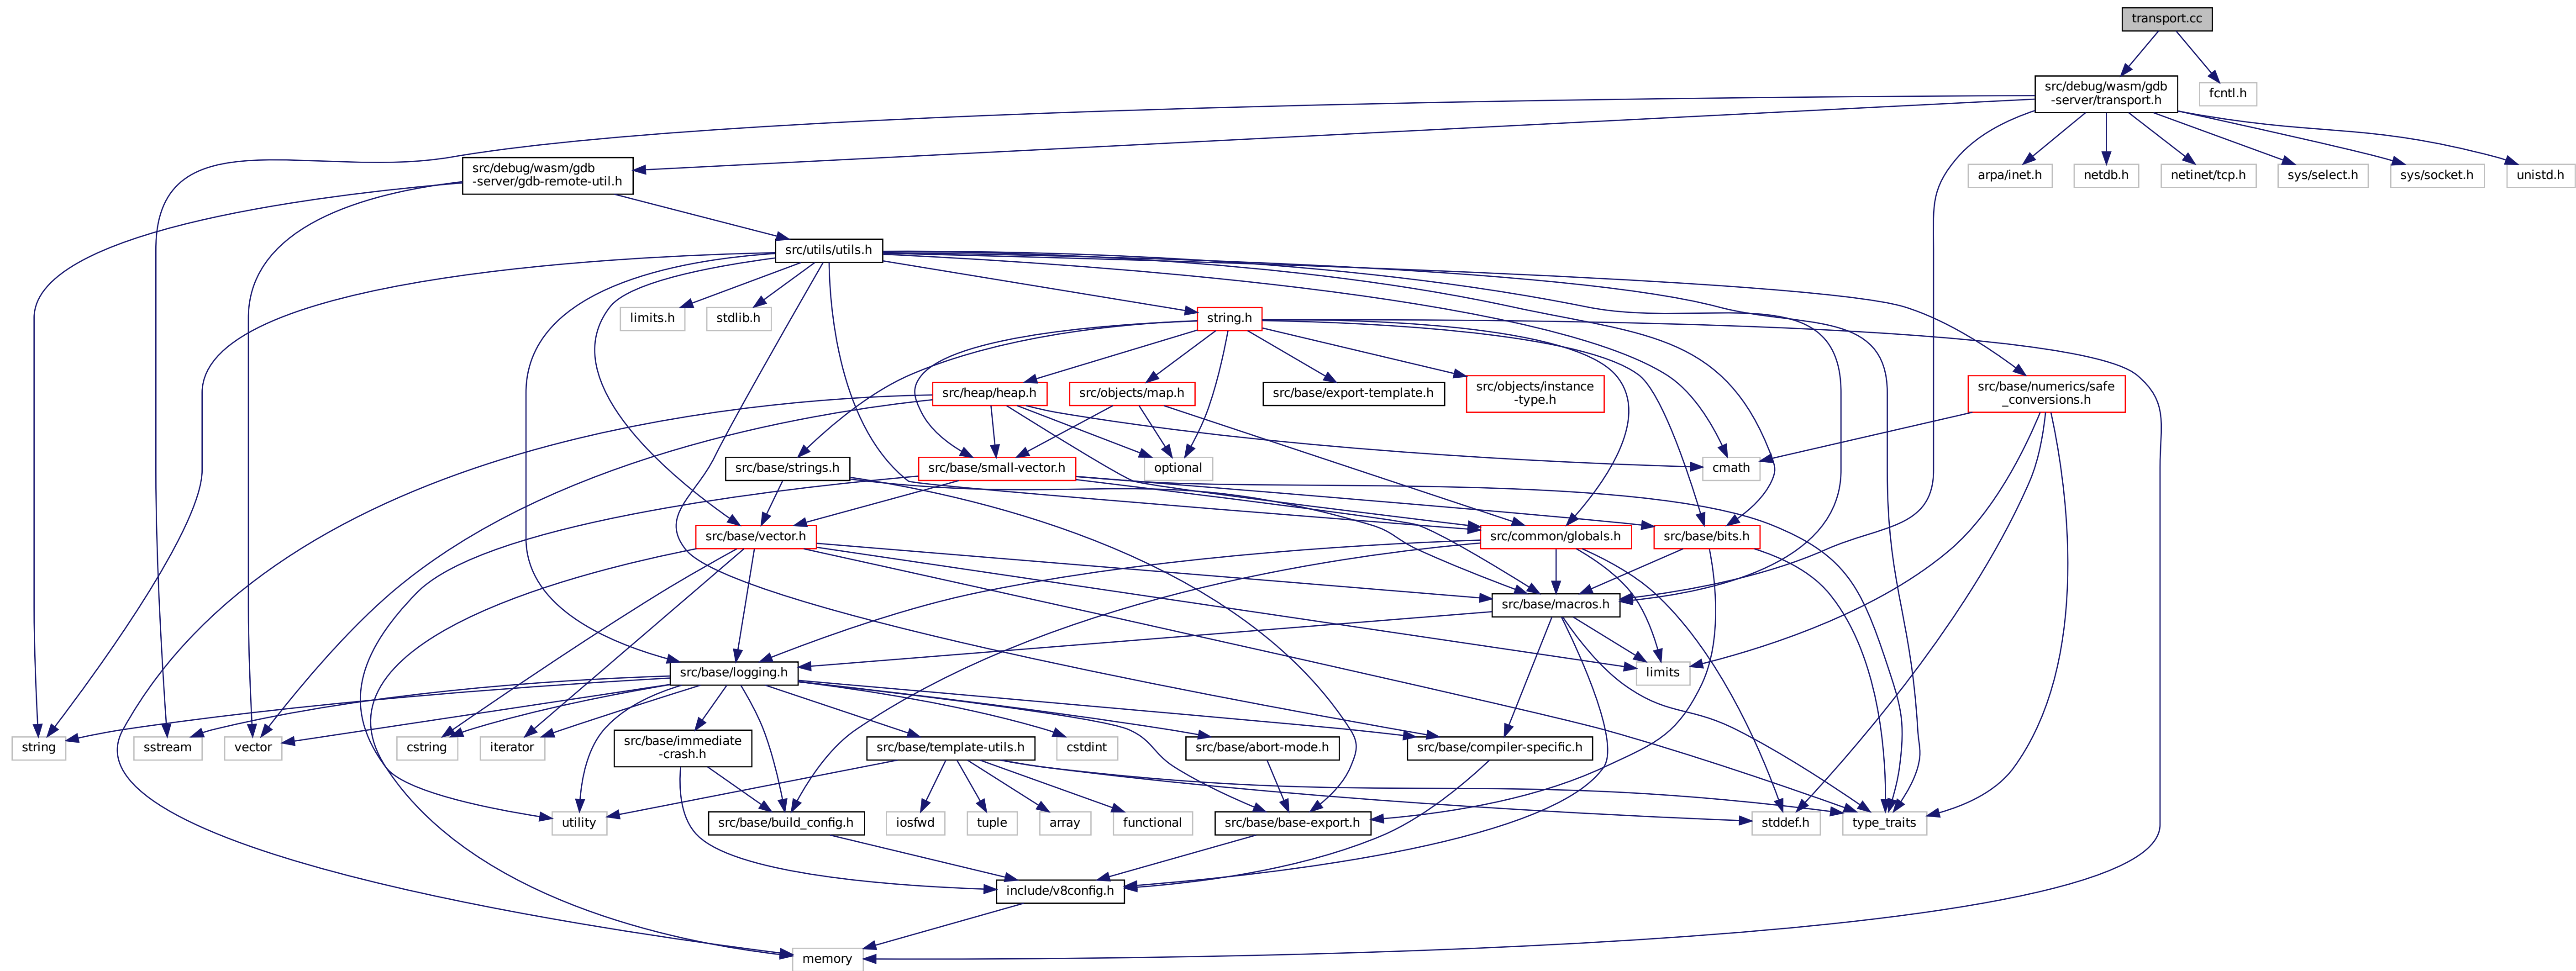 transport.cc
src/debug/wasm/gdb
-server/transport.h
fcntl.h
src/debug/wasm/gdb
-server/gdb-remote-util.h
arpa/inet.h
netdb.h
netinet/tcp.h
sys/select.h
sys/socket.h
unistd.h
src/utils/utils.h
limits.h
stdlib.h
string.h
src/heap/heap.h
src/objects/map.h
src/base/export-template.h
src/objects/instance
-type.h
src/base/numerics/safe
_conversions.h
src/base/strings.h
src/base/small-vector.h
optional
cmath
src/base/vector.h
src/common/globals.h
src/base/bits.h
src/base/macros.h
src/base/logging.h
limits
string
sstream
vector
cstring
iterator
src/base/immediate
-crash.h
src/base/template-utils.h
cstdint
src/base/abort-mode.h
src/base/compiler-specific.h
utility
src/base/build_config.h
iosfwd
tuple
array
functional
src/base/base-export.h
stddef.h
type_traits
include/v8config.h
memory